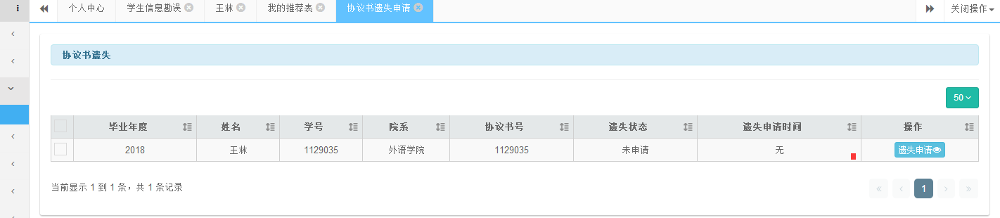 个人中心 学生信息勘误 王林 我的推荐表 协议书遗失申请 关闭操作
协议书遗失
50
毕业年度 姓名 学号 院系 协议书号 遗失状态 遗失申请时间 操作
2018 王林 1129035 外语学院 1129035 未申请 无 遗失申请
当前显示 1 到 1 条，共 1 条记录 « ‹ 1 › »